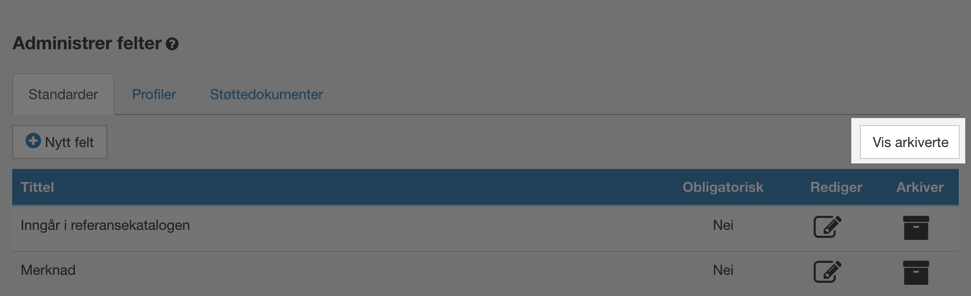 Administrer felter
Standarder Profiler Støttedokumenter
Nytt felt Vis arkiverte
Tittel Obligatorisk Rediger Arkiver
Inngår i referansekatalogen Nei
Merknad Nei